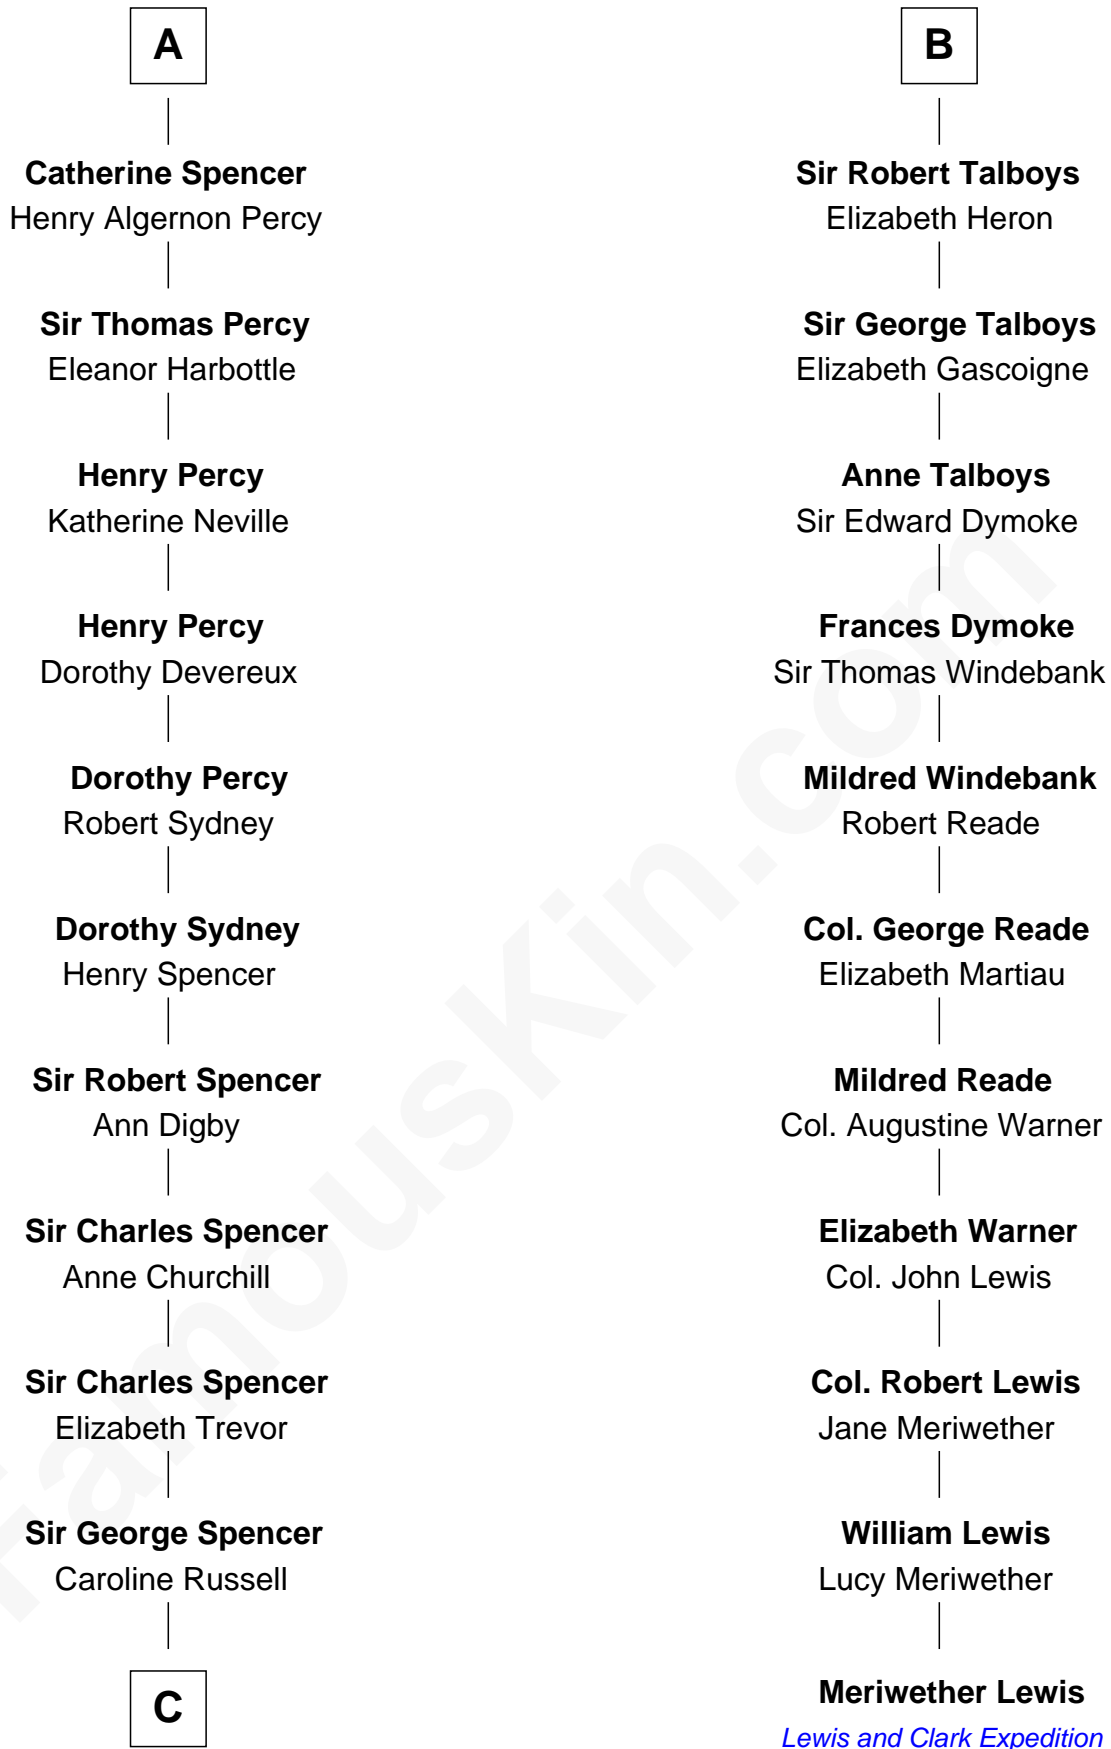 A
Catherine Spencer
Henry Algernon Percy
Sir Thomas Percy
Eleanor Harbottle
Henry Percy
Katherine Neville
Henry Percy
Dorothy Devereux
Dorothy Percy
Robert Sydney
Dorothy Sydney
Henry Spencer
Sir Robert Spencer
Ann Digby
Sir Charles Spencer
Anne Churchill
Sir Charles Spencer
Elizabeth Trevor
Sir George Spencer
Caroline Russell
C
B
Sir Robert Talboys
Elizabeth Heron
Sir George Talboys
Elizabeth Gascoigne
Anne Talboys
Sir Edward Dymoke
Frances Dymoke
Sir Thomas Windebank
Mildred Windebank
Robert Reade
Col. George Reade
Elizabeth Martiau
Mildred Reade
Col. Augustine Warner
Elizabeth Warner
Col. John Lewis
Col. Robert Lewis
Jane Meriwether
William Lewis
Lucy Meriwether
Meriwether Lewis
Lewis and Clark Expedition
FamousKin.com